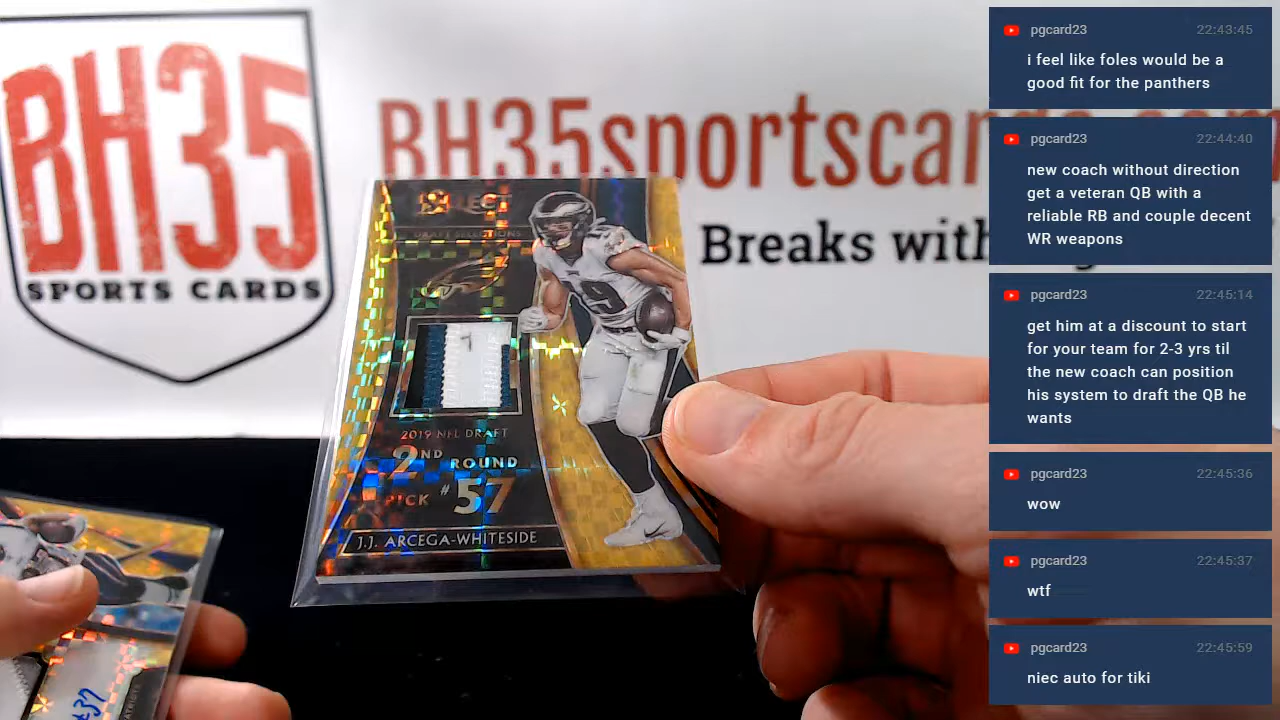 BH35
SPORTS CARDS
BH35sportscards.com
Breaks with
SELECT
DRAFT SELECTIONS
19
2019 NFL DRAFT
2ND ROUND
PICK #57
J.J. ARCEGA-WHITESIDE
#37
pgcard23 22:43:45
i feel like foles would be a
good fit for the panthers
pgcard23 22:44:40
new coach without direction
get a veteran QB with a
reliable RB and couple decent
WR weapons
pgcard23 22:45:14
get him at a discount to start
for your team for 2-3 yrs til
the new coach can position
his system to draft the QB he
wants
pgcard23 22:45:36
wow
pgcard23 22:45:37
wtf
pgcard23 22:45:59
niec auto for tiki